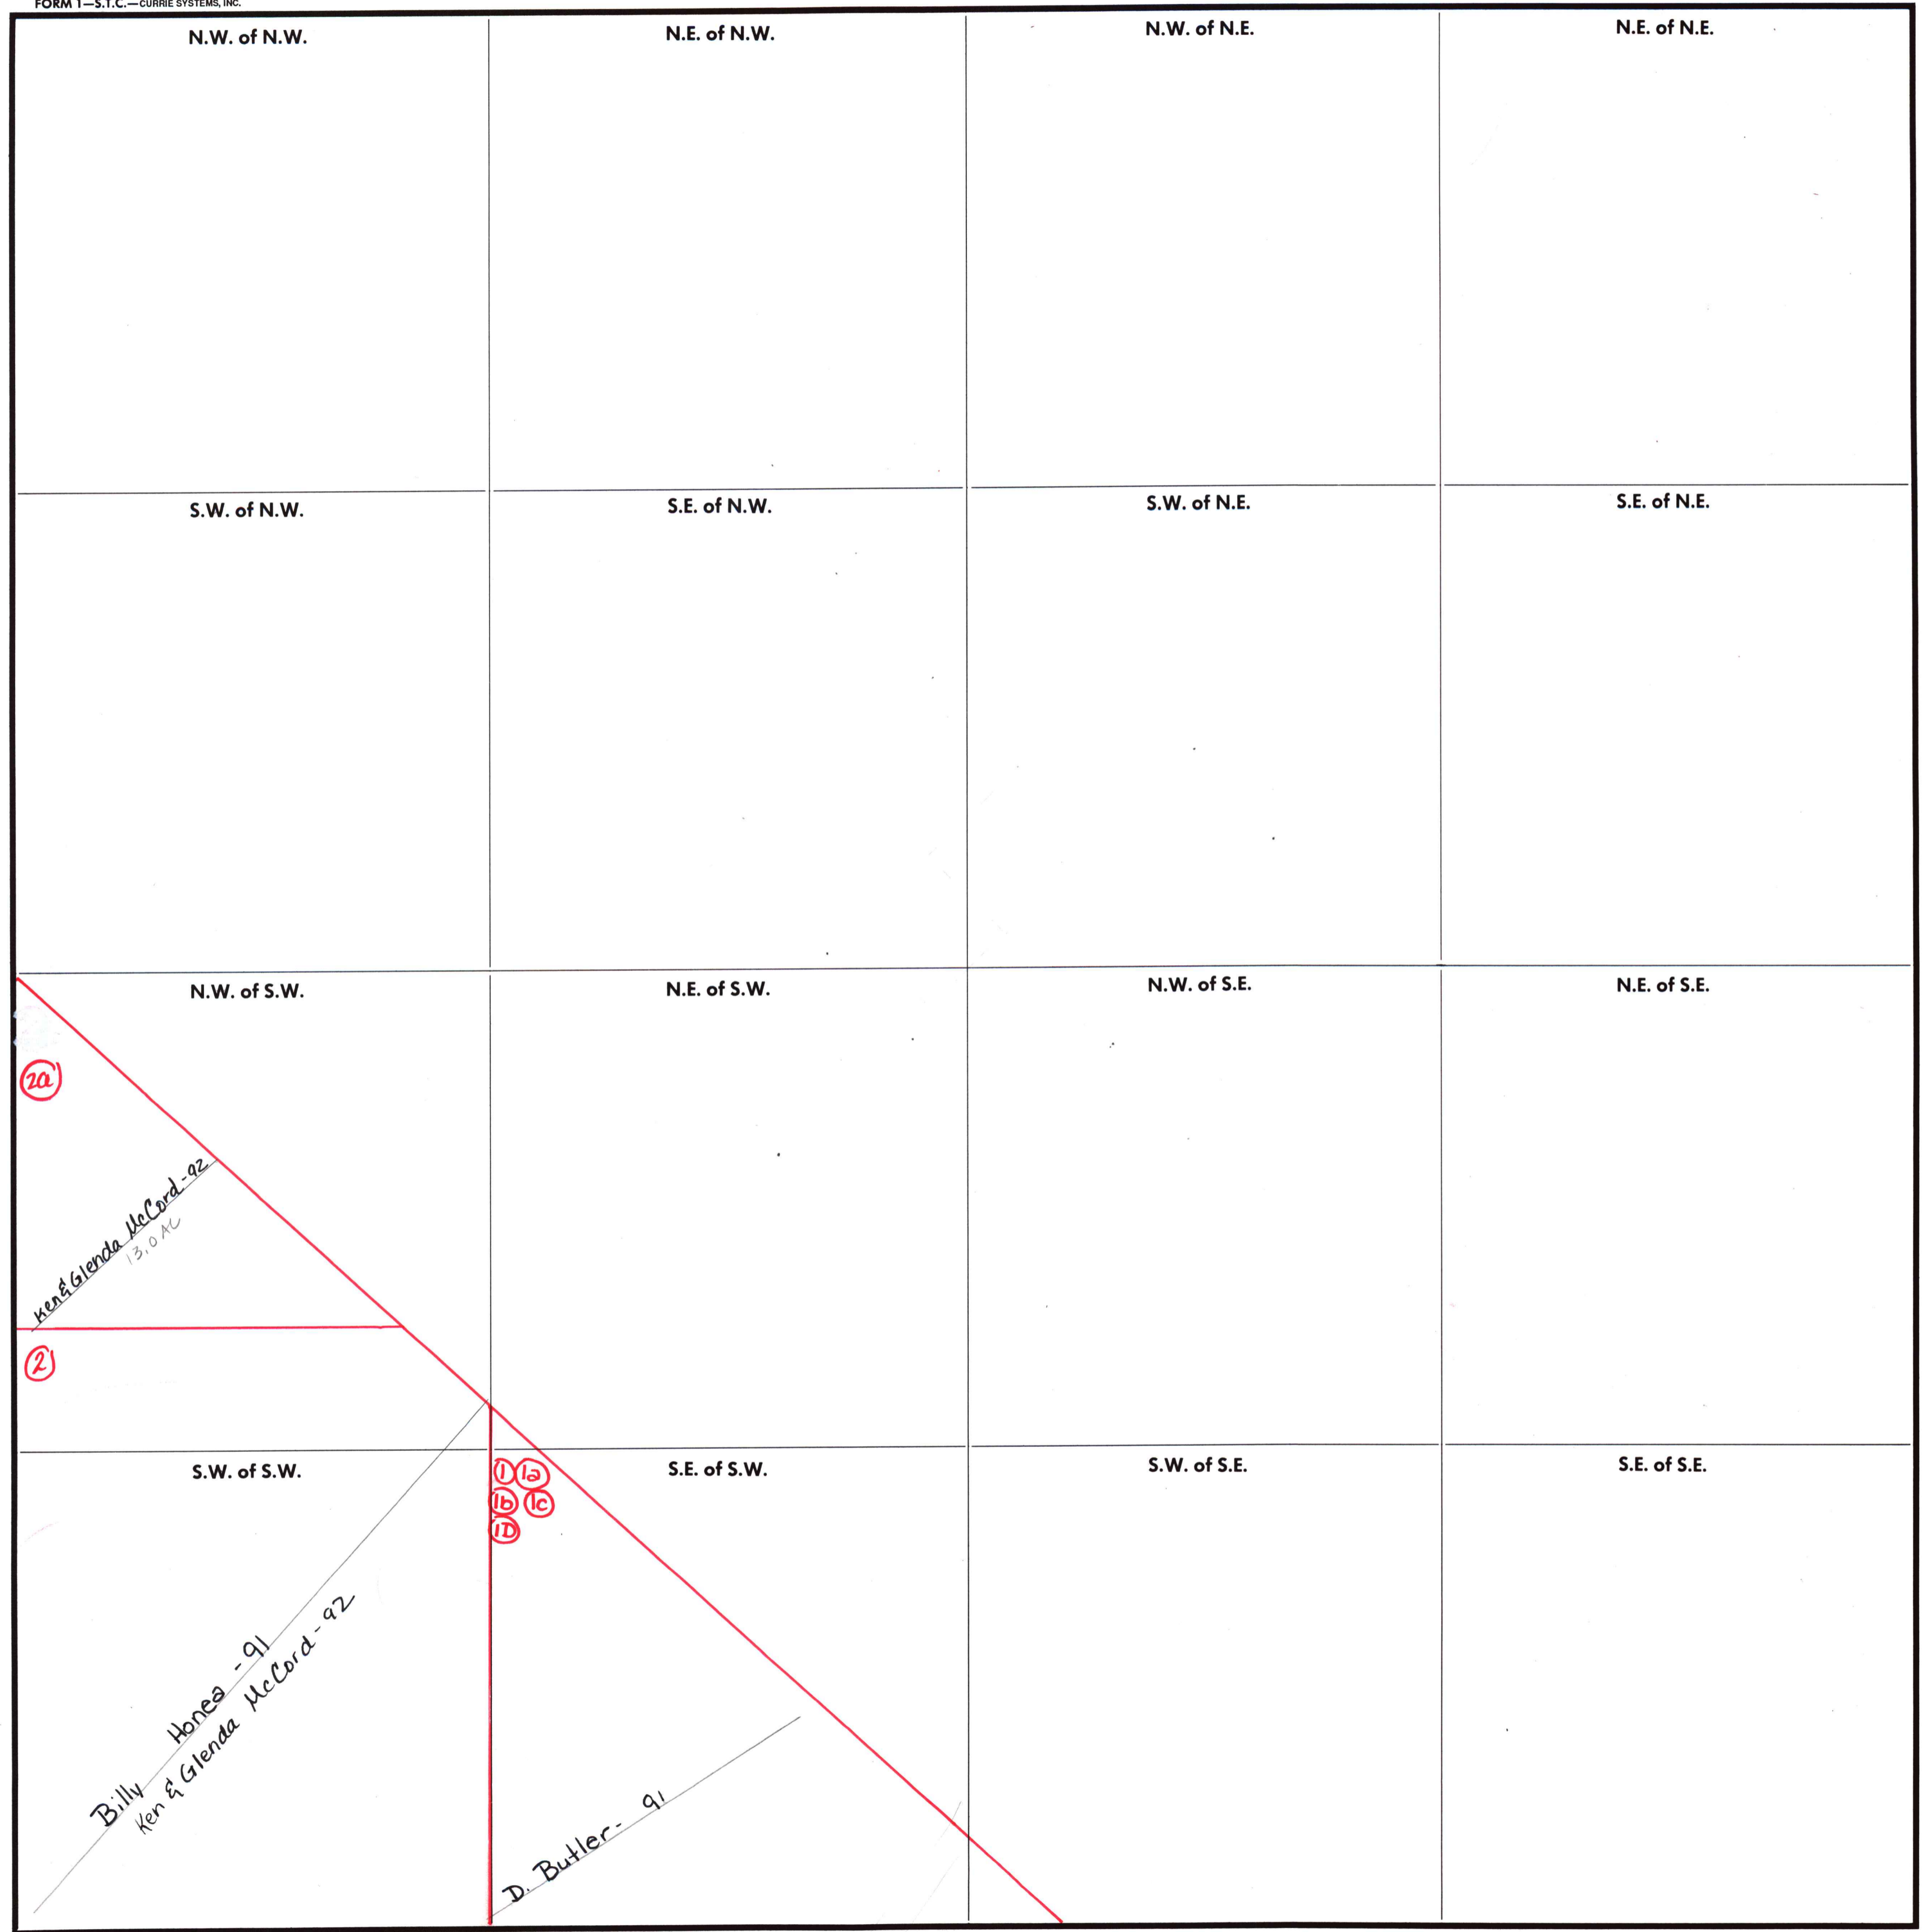 FORM 1—S.T.C.—CURRIE SYSTEMS, INC.
N.W. of N.W.
N.E. of N.W.
N.W. of N.E.
N.E. of N.E.
S.W. of N.W.
S.E. of N.W.
S.W. of N.E.
S.E. of N.E.
N.W. of S.W.
N.E. of S.W.
N.W. of S.E.
N.E. of S.E.
2a
Ken & Glenda McCord - 92
13.0 AC
2
S.W. of S.W.
S.E. of S.W.
S.W. of S.E.
S.E. of S.E.
1 1a
1b 1c
1D
Billy Honea - 91
Ken & Glenda McCord - 92
D. Butler - 91